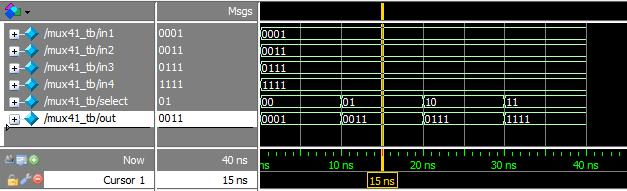 Msgs
/mux41_tb/in1 0001 0001
/mux41_tb/in2 0011 0011
/mux41_tb/in3 0111 0111
/mux41_tb/in4 1111 1111
/mux41_tb/select 01 00 01 10 11
/mux41_tb/out 0011 0001 0011 0111 1111
Now 40 ns ns 10 ns 20 ns 30 ns 40 ns
Cursor 1 15 ns 15 ns